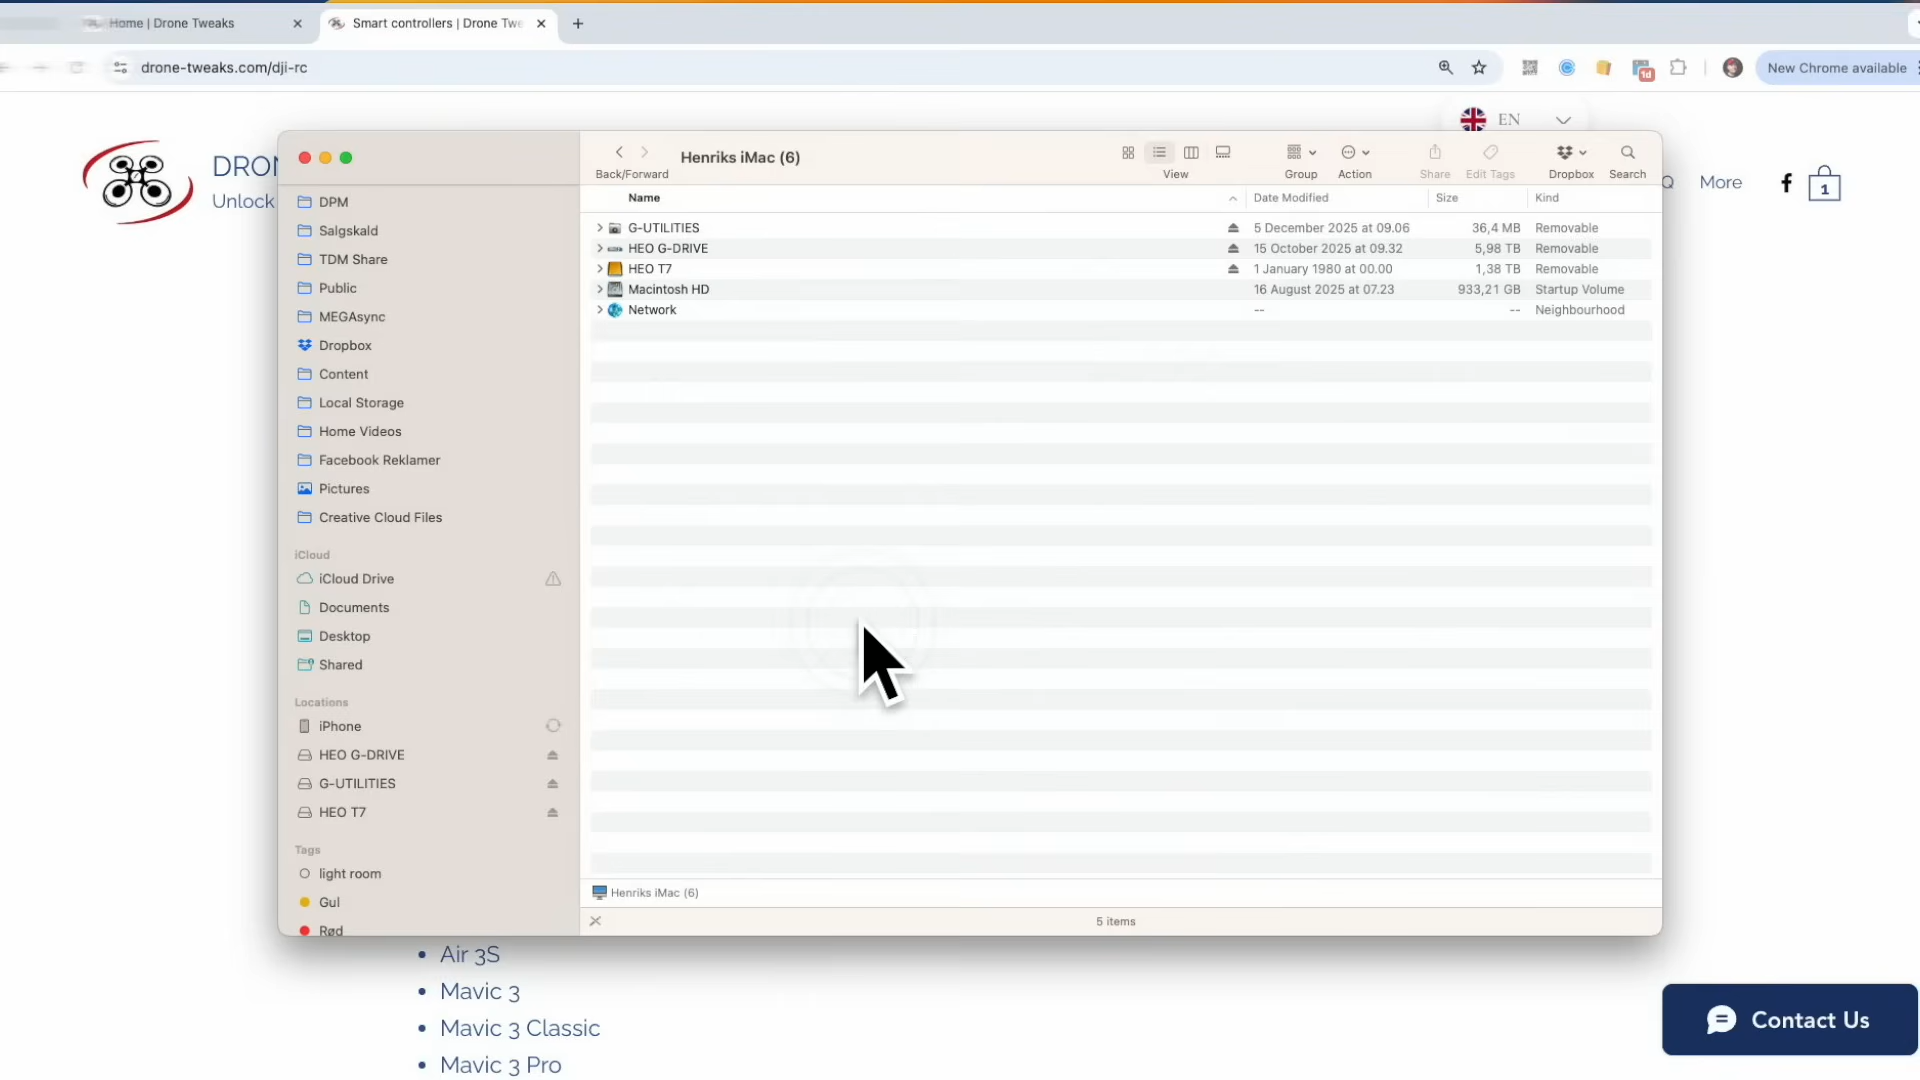 Home | Drone Tweaks
Smart controllers | Drone Twe
drone-tweaks.com/dji-rc
1d
New Chrome available
EN
DRON
Unlock
Q
More
1
Henriks iMac (6)
Back/Forward
View
Group
Action
Share
Edit Tags
Dropbox
Search
Name
Date Modified
Size
Kind
G-UTILITIES
5 December 2025 at 09.06
36,4 MB
Removable
HEO G-DRIVE
15 October 2025 at 09.32
5,98 TB
Removable
HEO T7
1 January 1980 at 00.00
1,38 TB
Removable
Macintosh HD
16 August 2025 at 07.23
933,21 GB
Startup Volume
Network
--
--
Neighbourhood
DPM
Salgskald
TDM Share
Public
MEGAsync
Dropbox
Content
Local Storage
Home Videos
Facebook Reklamer
Pictures
Creative Cloud Files
iCloud
iCloud Drive
Documents
Desktop
Shared
Locations
iPhone
HEO G-DRIVE
G-UTILITIES
HEO T7
Tags
light room
Gul
Rød
Henriks iMac (6)
5 items
Air 3S
Mavic 3
Mavic 3 Classic
Mavic 3 Pro
Contact Us